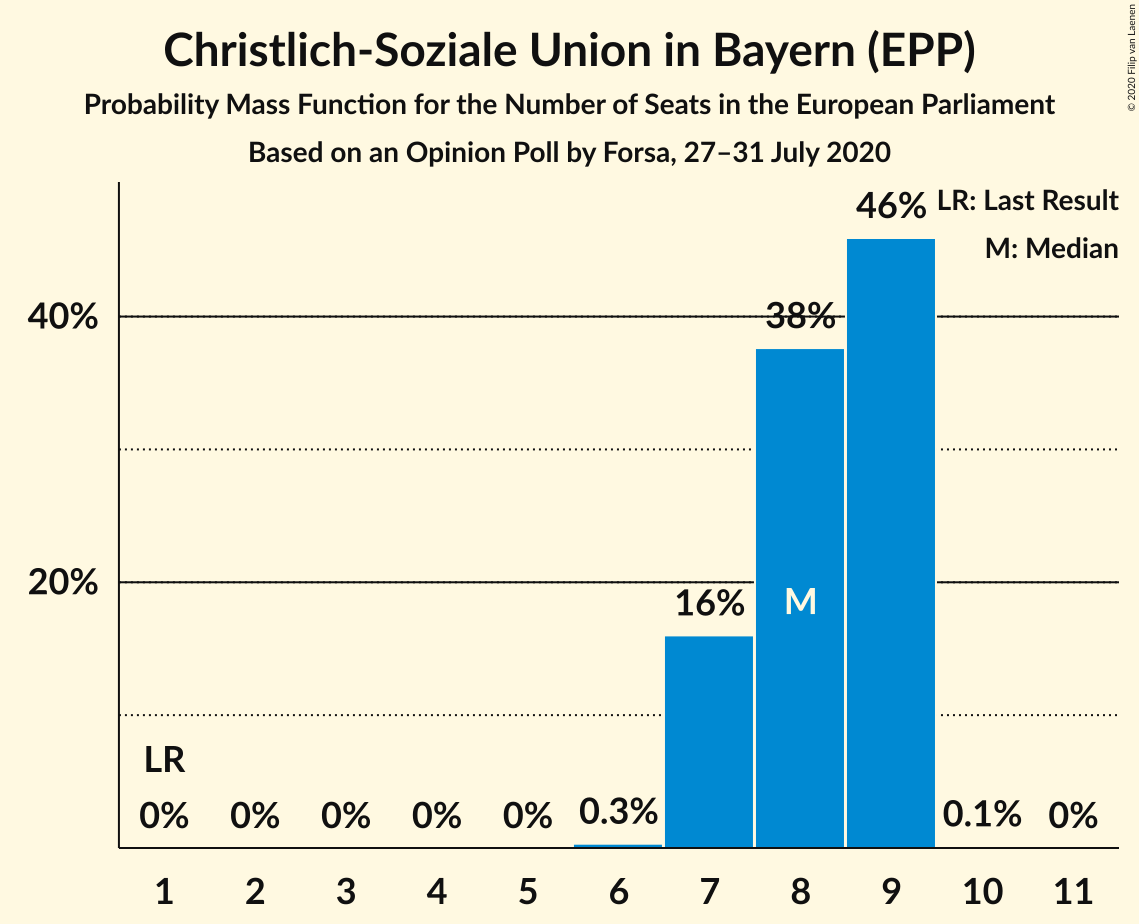 Christlich-Soziale Union in Bayern (EPP)
Probability Mass Function for the Number of Seats in the European Parliament
Based on an Opinion Poll by Forsa, 27–31 July 2020
© 2020 Filip van Laenen
LR: Last Result
M: Median
46%
40%
38%
20%
16%
M
LR
0%
0%
0%
0%
0%
0.3%
0.1%
0%
1 2 3 4 5 6 7 8 9 10 11